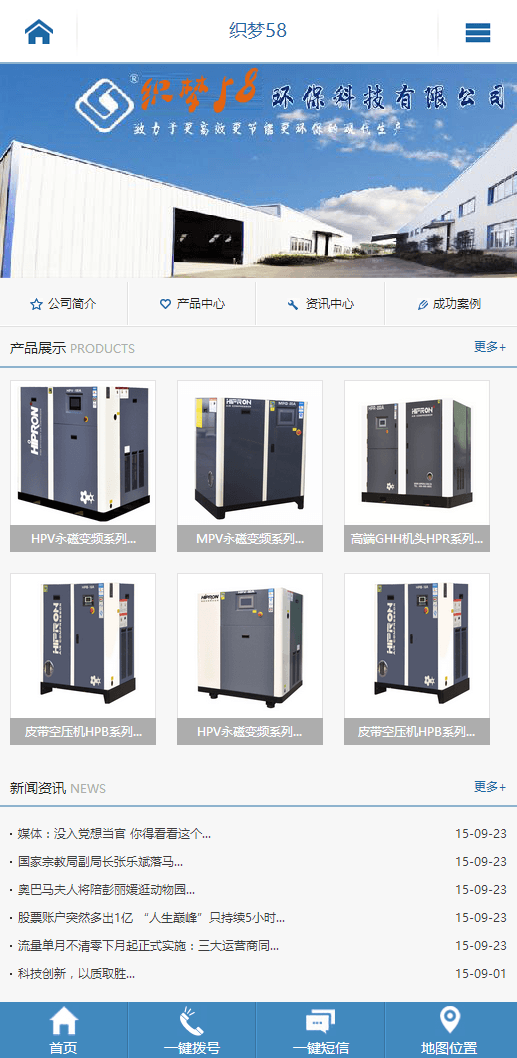 织梦58
织梦58 环保科技有限公司
®
致力于更高效更节能更环保的现代生产
公司简介 产品中心 资讯中心 成功案例
产品展示 PRODUCTS 更多+
HIPRON
HIPRON
HIPRON
HPV永磁变频系列... MPV永磁变频系列... 高端GHH机头HPR系列...
HIPRON
HIPRON
HIPRON
皮带空压机HPB系列... HPV永磁变频系列... 皮带空压机HPB系列...
新闻资讯 NEWS 更多+
· 媒体：没入党想当官 你得看看这个... 15-09-23
· 国家宗教局副局长张乐斌落马... 15-09-23
· 奥巴马夫人将陪彭丽媛逛动物园... 15-09-23
· 股票账户突然多出1亿 “人生巅峰”只持续5小时... 15-09-23
· 流量单月不清零下月起正式实施：三大运营商同... 15-09-23
· 科技创新，以质取胜... 15-09-01
首页 一键拨号 一键短信 地图位置